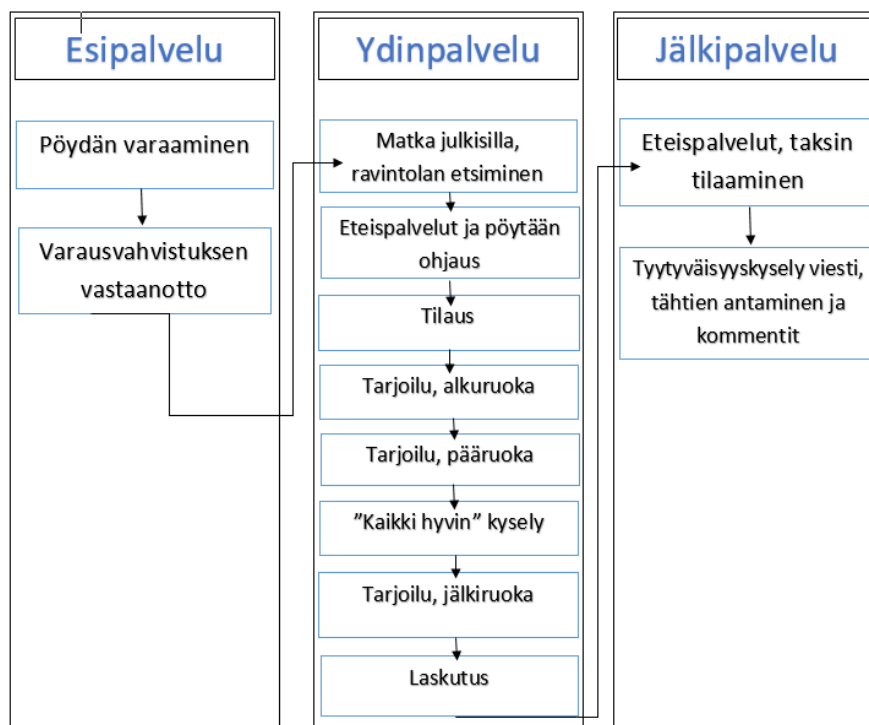 Esipalvelu
Pöydän varaaminen
Varausvahvistuksen
vastaanotto
Ydinpalvelu
Matka julkisilla,
ravintolan etsiminen
Eteispalvelut ja pöytään
ohjaus
Tilaus
Tarjoilu, alkuruoka
Tarjoilu, pääruoka
”Kaikki hyvin” kysely
Tarjoilu, jälkiruoka
Laskutus
Jälkipalvelu
Eteispalvelut, taksin
tilaaminen
Tyytyväisyyskysely viesti,
tähtien antaminen ja
kommentit